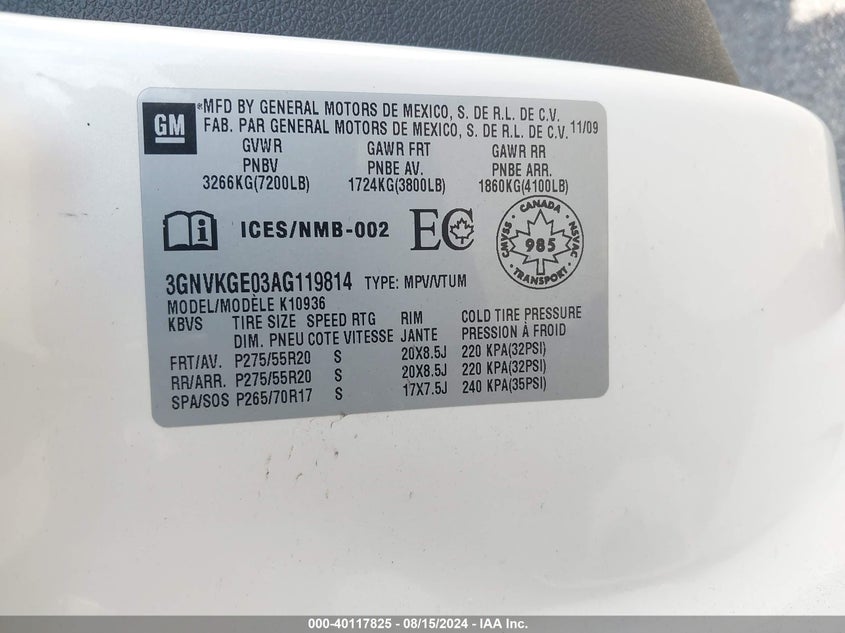 GM
*MFD BY GENERAL MOTORS DE MEXICO, S. DE R.L. DE C.V.
FAB. PAR GENERAL MOTORS DE MEXICO, S. DE R.L. DE C.V. 11/09
GVWR GAWR FRT GAWR RR
PNBV PNBE AV. PNBE ARR.
3266KG(7200LB) 1724KG(3800LB) 1860KG(4100LB)
i ICES/NMB-002 EC
CANADA
CMVSS 985 NSVAC
TRANSPORT
3GNVKGE03AG119814 TYPE: MPV/VTUM
MODEL/MODÈLE K10936
KBVS TIRE SIZE SPEED RTG RIM COLD TIRE PRESSURE
DIM. PNEU COTE VITESSE JANTE PRESSION À FROID
FRT/AV. P275/55R20 S 20X8.5J 220 KPA(32PSI)
RR/ARR. P275/55R20 S 20X8.5J 220 KPA(32PSI)
SPA/SOS P265/70R17 S 17X7.5J 240 KPA(35PSI)
000-40117825 - 08/15/2024 - IAA Inc.